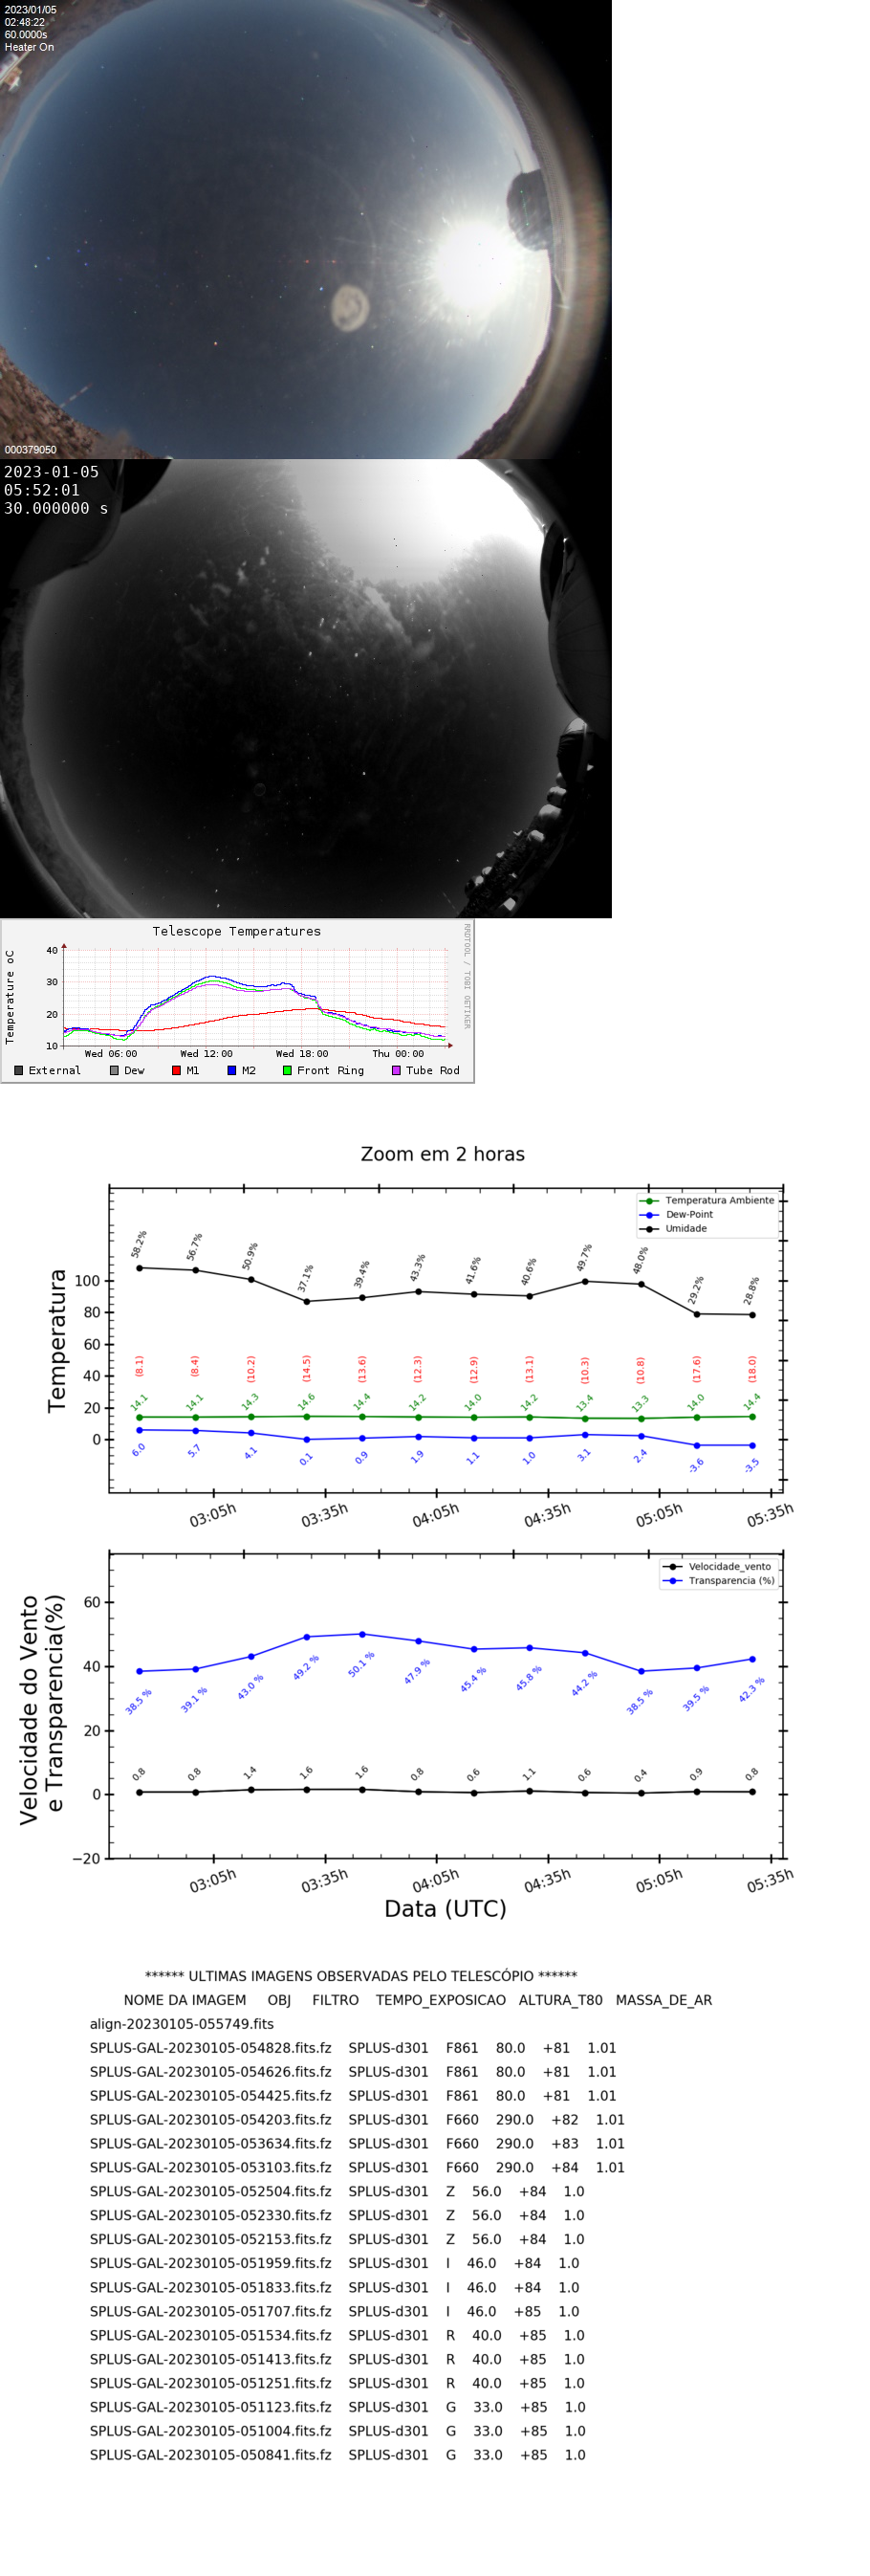 2023/01/05
02:48:22
60.0000s
Heater On
000379050
2023-01-05
05:52:01
30.000000 s
Telescope Temperatures
RRDTOOL / TOBI OETIKER
Temperature oC
40
30
20
10
Wed 06:00 Wed 12:00 Wed 18:00 Thu 00:00
External Dew M1 M2 Front Ring Tube Rod
Zoom em 2 horas
Temperatura Ambiente
Dew-Point
Umidade
Temperatura
58.2% 56.7% 50.9% 37.1% 39.4% 43.3% 41.6% 40.6% 49.7% 48.0% 29.2% 28.8%
100
80
60
40
20
0
(8.1) (8.4) (10.2) (14.5) (13.6) (12.3) (12.9) (13.1) (10.3) (10.8) (17.6) (18.0)
14.1 14.1 14.3 14.6 14.4 14.2 14.0 14.2 13.4 13.3 14.0 14.4
6.0 5.7 4.1 0.1 0.9 1.9 1.1 1.0 3.1 2.4 -3.6 -3.5
03:05h 03:35h 04:05h 04:35h 05:05h 05:35h
Velocidade_vento
Transparencia (%)
Velocidade do Vento
e Transparencia(%)
60
40
20
0
−20
38.5 % 39.1 % 43.0 % 49.2 % 50.1 % 47.9 % 45.4 % 45.8 % 44.2 % 38.5 % 39.5 % 42.3 %
0.8 0.8 1.4 1.6 1.6 0.8 0.6 1.1 0.6 0.4 0.9 0.8
03:05h 03:35h 04:05h 04:35h 05:05h 05:35h
Data (UTC)
****** ULTIMAS IMAGENS OBSERVADAS PELO TELESCÓPIO ******
NOME DA IMAGEM OBJ FILTRO TEMPO_EXPOSICAO ALTURA_T80 MASSA_DE_AR
align-20230105-055749.fits
SPLUS-GAL-20230105-054828.fits.fz SPLUS-d301 F861 80.0 +81 1.01
SPLUS-GAL-20230105-054626.fits.fz SPLUS-d301 F861 80.0 +81 1.01
SPLUS-GAL-20230105-054425.fits.fz SPLUS-d301 F861 80.0 +81 1.01
SPLUS-GAL-20230105-054203.fits.fz SPLUS-d301 F660 290.0 +82 1.01
SPLUS-GAL-20230105-053634.fits.fz SPLUS-d301 F660 290.0 +83 1.01
SPLUS-GAL-20230105-053103.fits.fz SPLUS-d301 F660 290.0 +84 1.01
SPLUS-GAL-20230105-052504.fits.fz SPLUS-d301 Z 56.0 +84 1.0
SPLUS-GAL-20230105-052330.fits.fz SPLUS-d301 Z 56.0 +84 1.0
SPLUS-GAL-20230105-052153.fits.fz SPLUS-d301 Z 56.0 +84 1.0
SPLUS-GAL-20230105-051959.fits.fz SPLUS-d301 I 46.0 +84 1.0
SPLUS-GAL-20230105-051833.fits.fz SPLUS-d301 I 46.0 +84 1.0
SPLUS-GAL-20230105-051707.fits.fz SPLUS-d301 I 46.0 +85 1.0
SPLUS-GAL-20230105-051534.fits.fz SPLUS-d301 R 40.0 +85 1.0
SPLUS-GAL-20230105-051413.fits.fz SPLUS-d301 R 40.0 +85 1.0
SPLUS-GAL-20230105-051251.fits.fz SPLUS-d301 R 40.0 +85 1.0
SPLUS-GAL-20230105-051123.fits.fz SPLUS-d301 G 33.0 +85 1.0
SPLUS-GAL-20230105-051004.fits.fz SPLUS-d301 G 33.0 +85 1.0
SPLUS-GAL-20230105-050841.fits.fz SPLUS-d301 G 33.0 +85 1.0